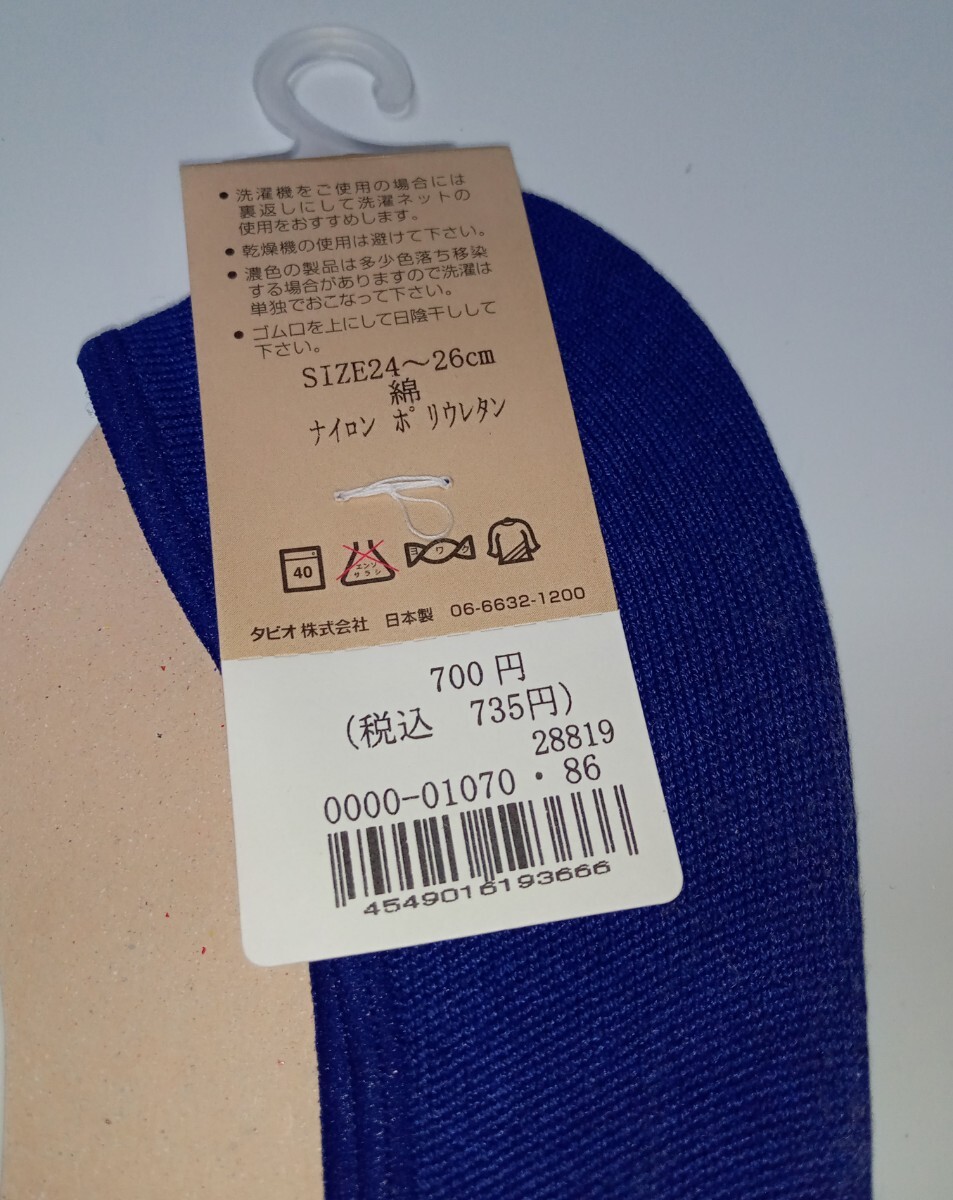 ● 洗濯機をご使用の場合には
裏返しにして洗濯ネットの
使用をおすすめします。
● 乾燥機の使用は避けて下さい。
● 濃色の製品は多少色落ち移染
する場合がありますので洗濯は
単独でおこなって下さい。
● ゴム口を上にして日陰干しして
下さい。
SIZE24～26cm
綿
ナイロン ポリウレタン
40
エンソ
サラシ
ヨワク
タビオ株式会社 日本製 06-6632-1200
700円
(税込 735円)
28819
0000-01070・86
4549016193666